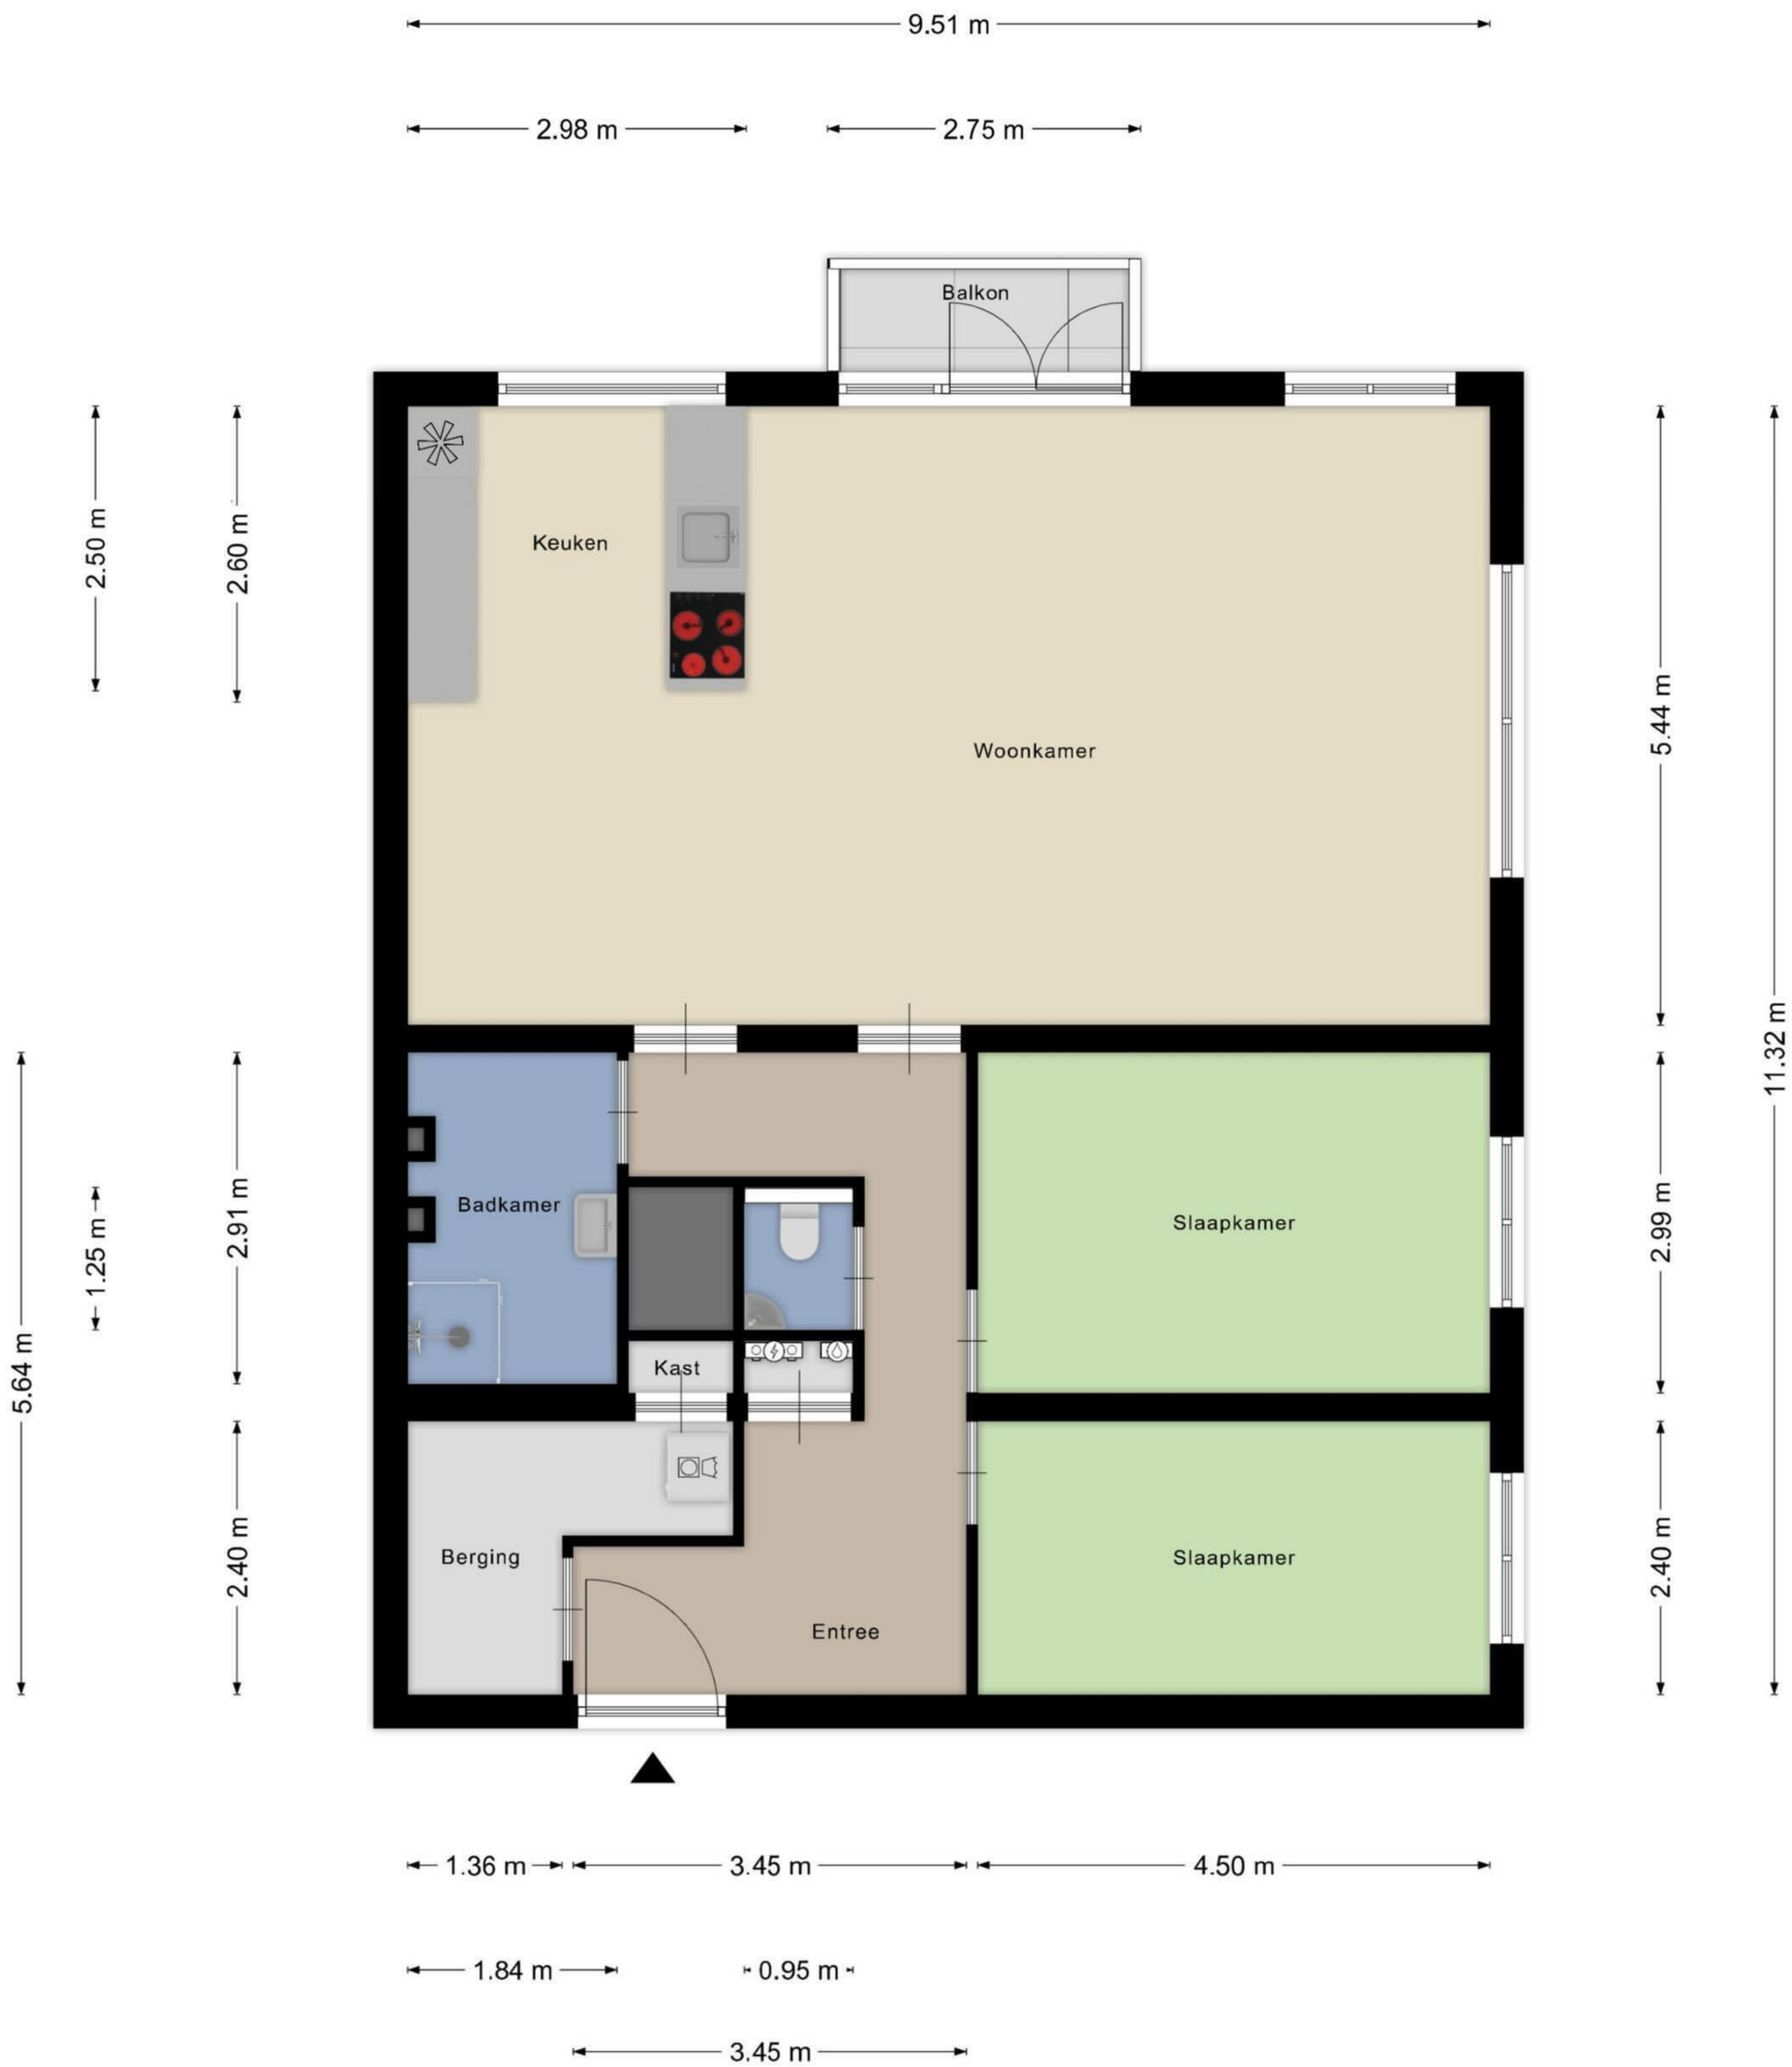 9.51 m
2.98 m
2.75 m
Balkon
2.50 m
2.60 m
Keuken
5.44 m
Woonkamer
11.32 m
5.64 m
1.25 m
2.91 m
Badkamer
Slaapkamer
2.99 m
Kast
2.40 m
Berging
Entree
Slaapkamer
2.40 m
1.36 m
3.45 m
4.50 m
1.84 m
0.95 m
3.45 m